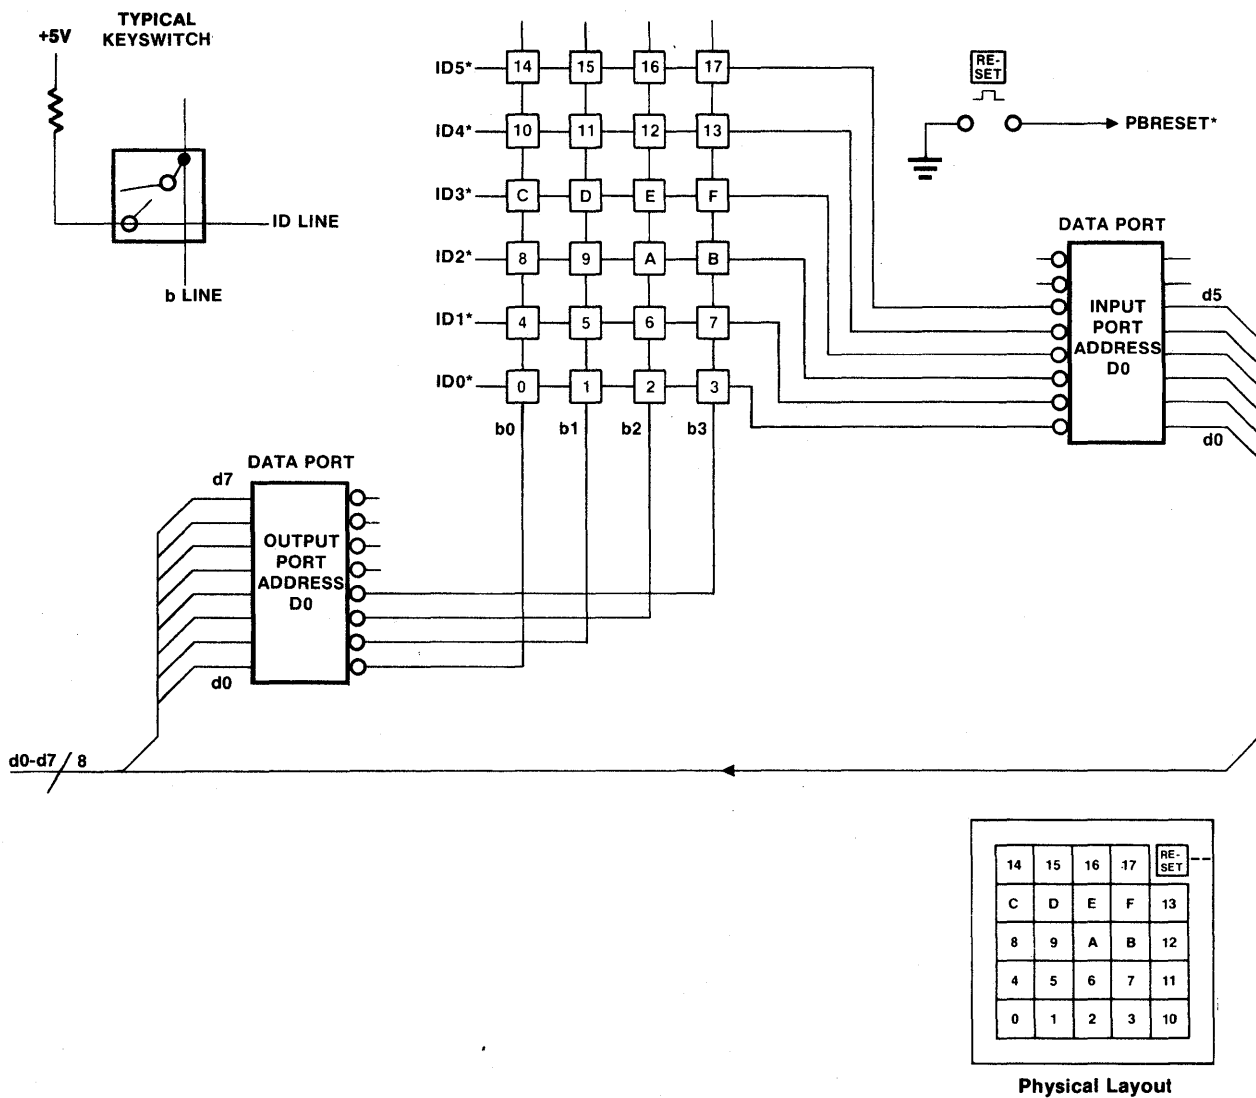 TYPICAL
KEYSWITCH
+5V
ID LINE
b LINE
ID5* 14 15 16 17
ID4* 10 11 12 13
ID3* C D E F
ID2* 8 9 A B
ID1* 4 5 6 7
ID0* 0 1 2 3
b0 b1 b2 b3
RE-
SET
PBRESET*
DATA PORT
INPUT
PORT
ADDRESS
D0
d5
d0
DATA PORT
d7
OUTPUT
PORT
ADDRESS
D0
d0
d0-d7 8
14 15 16 17 RE-
SET
C D E F 13
8 9 A B 12
4 5 6 7 11
0 1 2 3 10
Physical Layout